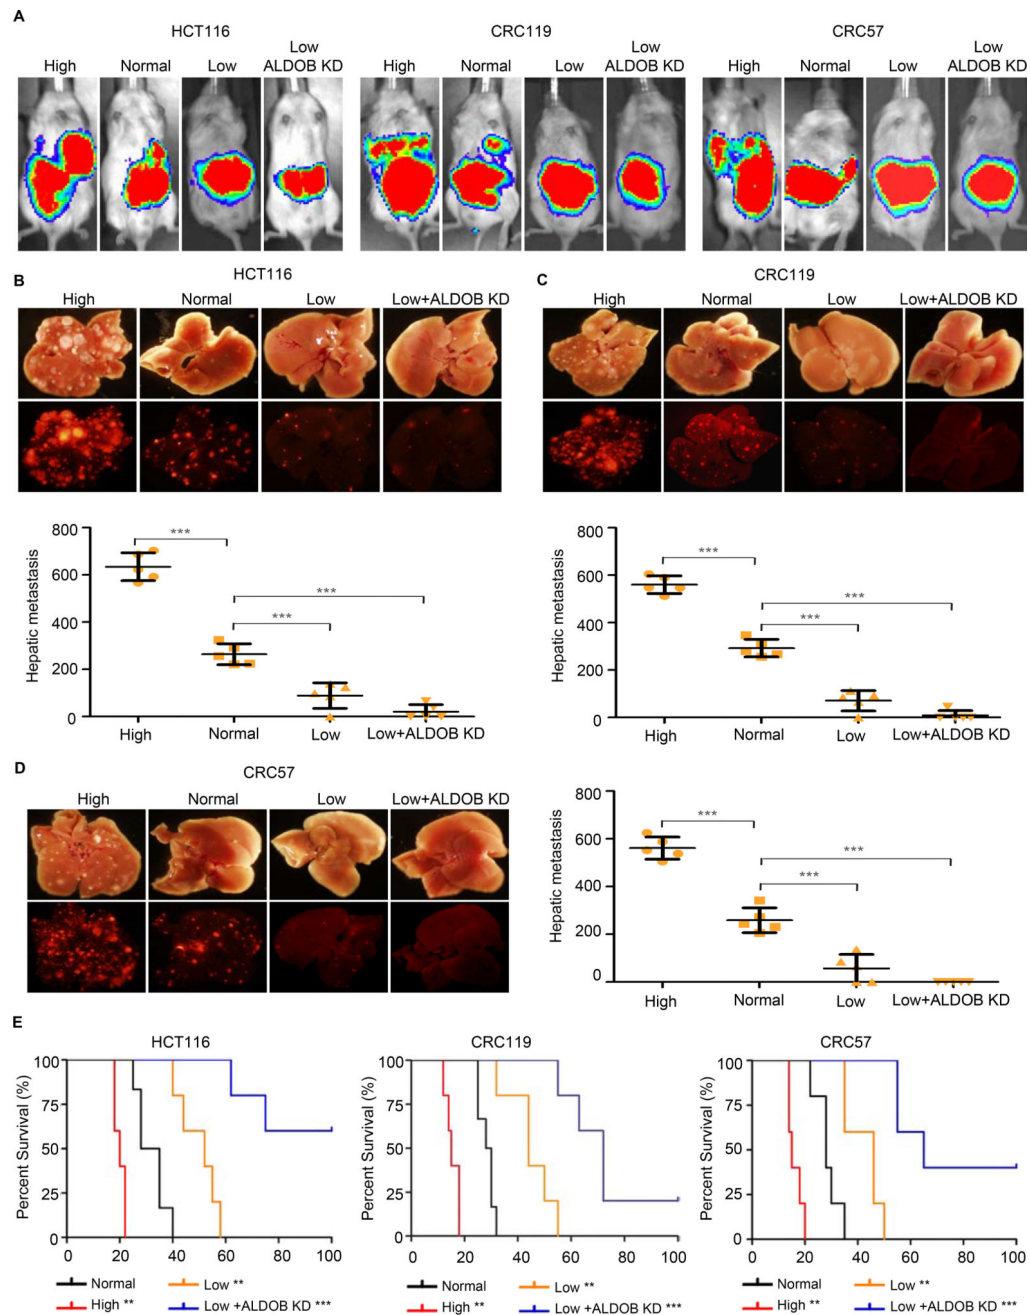 A
HCT116
CRC119
CRC57
High Normal Low Low ALDOB KD
High Normal Low Low ALDOB KD
High Normal Low Low ALDOB KD
B
HCT116
High Normal Low Low+ALDOB KD
Hepatic metastasis
800
600
400
200
0
***
***
***
High Normal Low Low+ALDOB KD
C
CRC119
High Normal Low Low+ALDOB KD
Hepatic metastasis
800
600
400
200
0
***
***
***
High Normal Low Low+ALDOB KD
D
CRC57
High Normal Low Low+ALDOB KD
Hepatic metastasis
800
600
400
200
0
***
***
***
High Normal Low Low+ALDOB KD
E
HCT116
Percent Survival (%)
100
75
50
25
0
0 20 40 60 80 100
Normal Low **
High ** Low +ALDOB KD ***
CRC119
Percent Survival (%)
100
75
50
25
0
0 20 40 60 80 100
Normal Low **
High ** Low +ALDOB KD ***
CRC57
Percent Survival (%)
100
75
50
25
0
0 20 40 60 80 100
Normal Low **
High ** Low +ALDOB KD ***